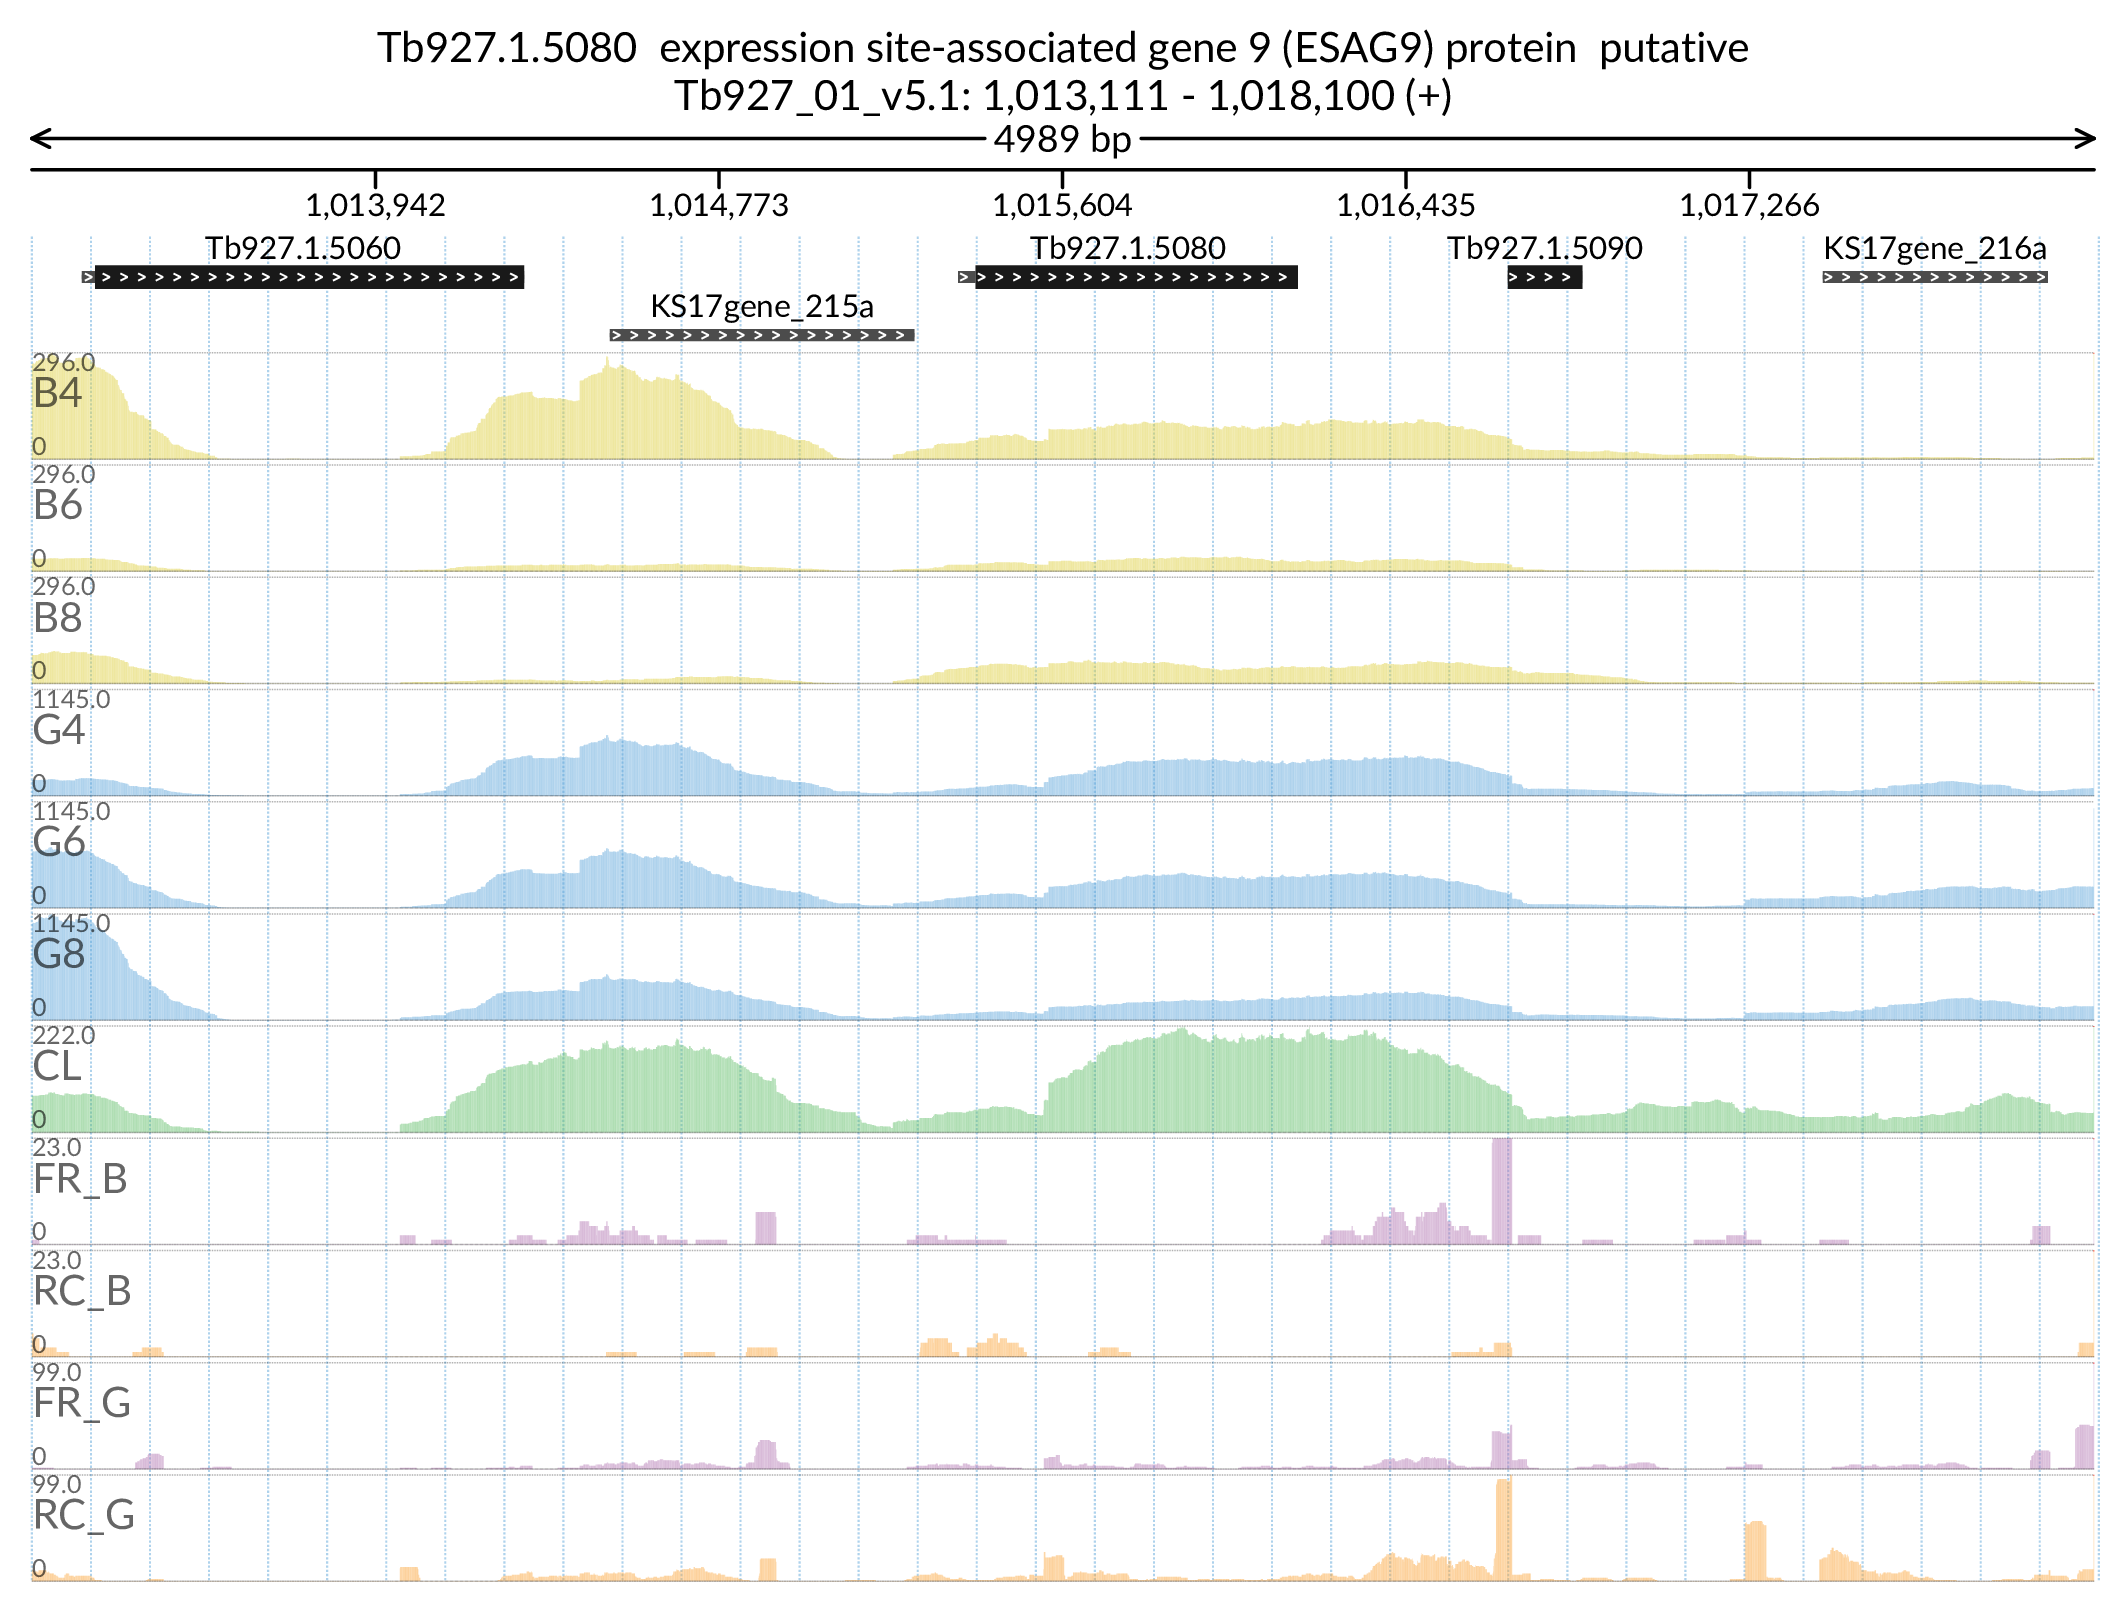 Tb927.1.5080  expression site-associated gene 9 (ESAG9) protein  putative
Tb927_01_v5.1: 1,013,111 - 1,018,100 (+)
4989 bp
1,013,942 1,014,773 1,015,604 1,016,435 1,017,266
Tb927.1.5060 Tb927.1.5080 Tb927.1.5090 KS17gene_216a
KS17gene_215a
296.0
B4
0
296.0
B6
0
296.0
B8
0
1145.0
G4
0
1145.0
G6
0
1145.0
G8
0
222.0
CL
0
23.0
FR_B
0
23.0
RC_B
0
99.0
FR_G
0
99.0
RC_G
0